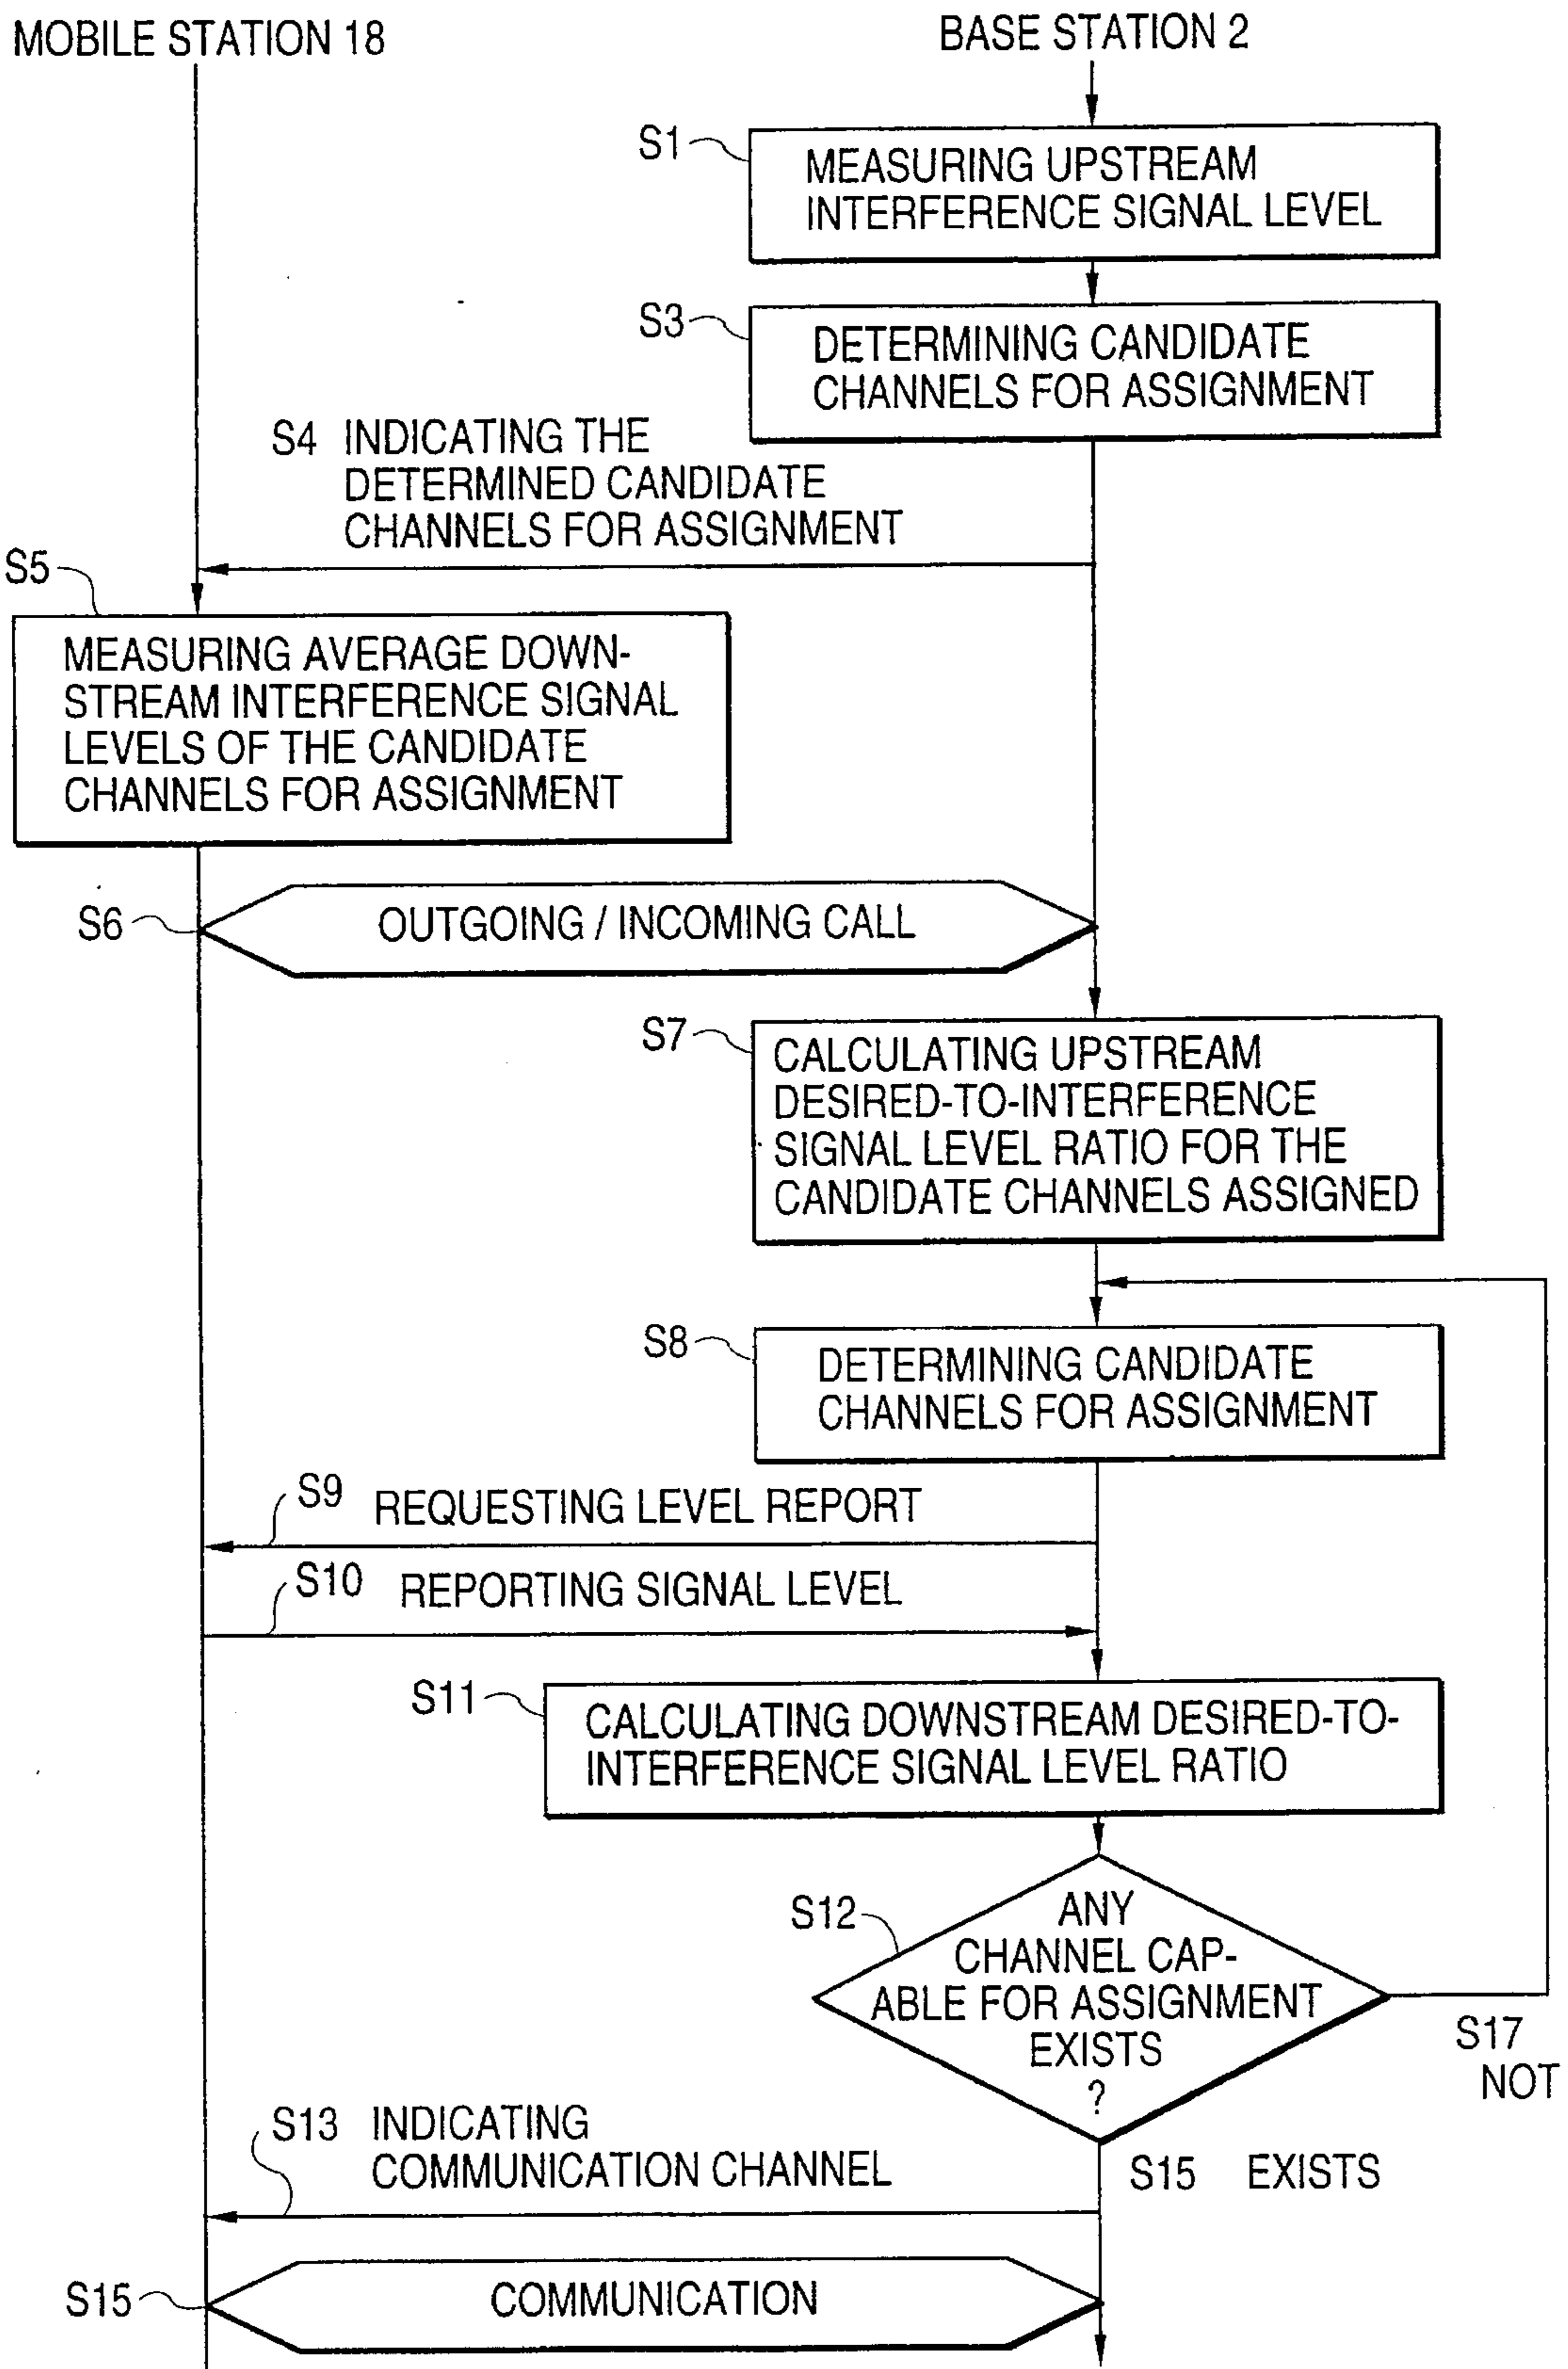 MOBILE STATION 18
BASE STATION 2
S1
MEASURING UPSTREAM
INTERFERENCE SIGNAL LEVEL
S3
DETERMINING CANDIDATE
CHANNELS FOR ASSIGNMENT
S4 INDICATING THE
DETERMINED CANDIDATE
CHANNELS FOR ASSIGNMENT
S5
MEASURING AVERAGE DOWN-
STREAM INTERFERENCE SIGNAL
LEVELS OF THE CANDIDATE
CHANNELS FOR ASSIGNMENT
S6
OUTGOING / INCOMING CALL
S7
CALCULATING UPSTREAM
DESIRED-TO-INTERFERENCE
SIGNAL LEVEL RATIO FOR THE
CANDIDATE CHANNELS ASSIGNED
S8
DETERMINING CANDIDATE
CHANNELS FOR ASSIGNMENT
S9 REQUESTING LEVEL REPORT
S10 REPORTING SIGNAL LEVEL
S11
CALCULATING DOWNSTREAM DESIRED-TO-
INTERFERENCE SIGNAL LEVEL RATIO
S12
ANY
CHANNEL CAP-
ABLE FOR ASSIGNMENT
EXISTS
?
S17
NOT
S13 INDICATING
COMMUNICATION CHANNEL
S15 EXISTS
S15
COMMUNICATION